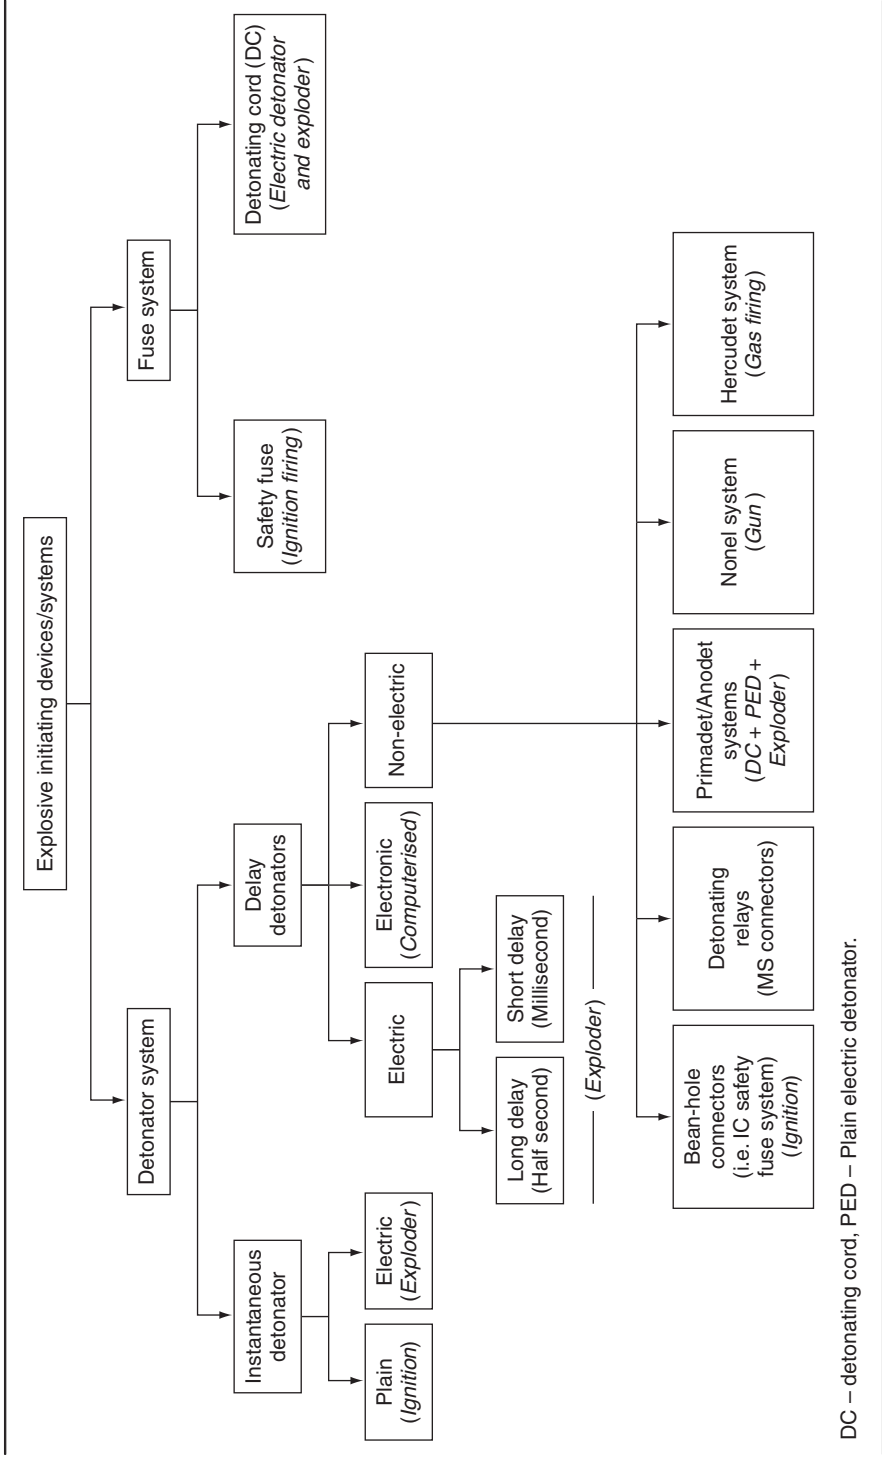 Explosive initiating devices/systems
Detonator system
Fuse system
Instantaneous
detonator
Delay
detonators
Safety fuse
(Ignition firing)
Detonating cord (DC)
(Electric detonator
and exploder)
Plain
(Ignition)
Electric
(Exploder)
Electric
Electronic
(Computerised)
Non-electric
Long delay
(Half second)
Short delay
(Millisecond)
(Exploder)
Bean-hole
connectors
(i.e. IC safety
fuse system)
(Ignition)
Detonating
relays
(MS connectors)
Primadet/Anodet
systems
(DC + PED +
Exploder)
Nonel system
(Gun)
Hercudet system
(Gas firing)
DC – detonating cord, PED – Plain electric detonator.